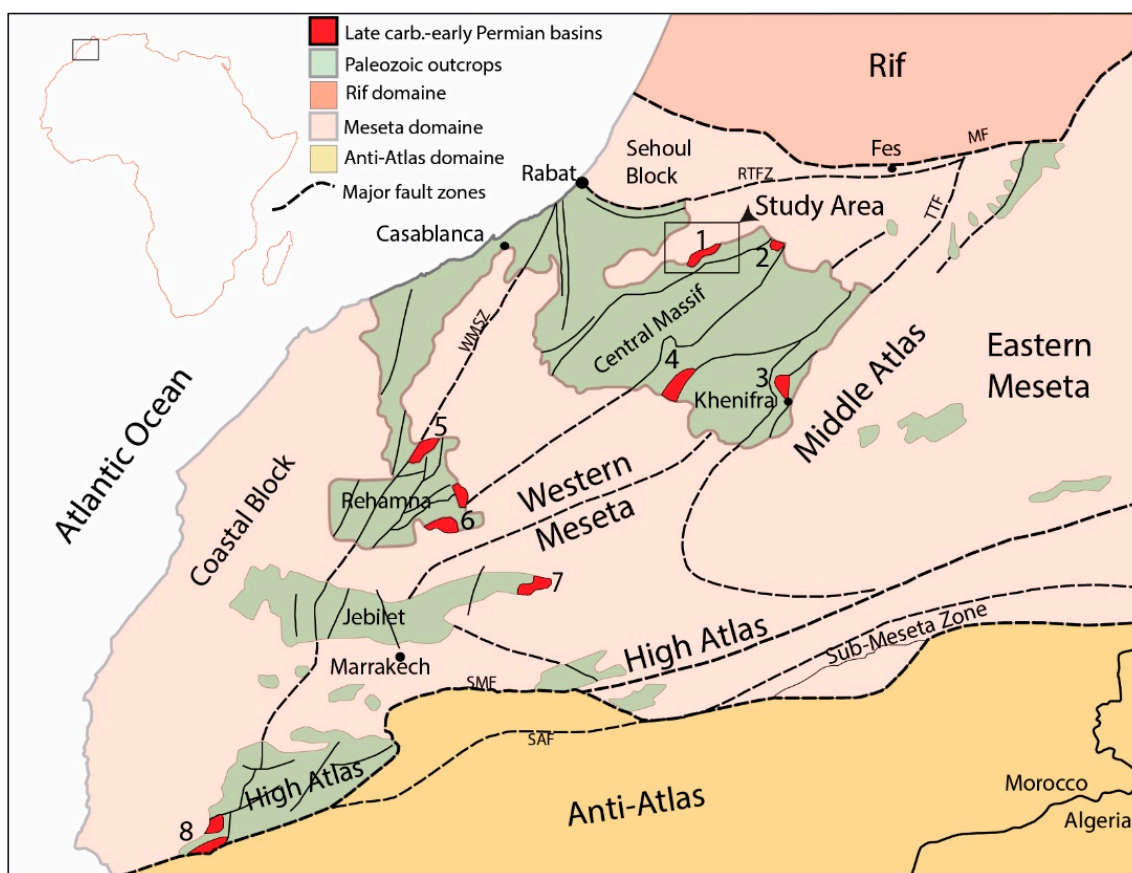 Late carb.-early Permian basins
Paleozoic outcrops
Rif domaine
Meseta domaine
Anti-Atlas domaine
Major fault zones
Rif
Sehoul
Block
Fes
MF
RTFZ
Rabat
TTF
Study Area
Casablanca
1
2
WMSZ
Central Massif
4
3
Khenifra
Middle Atlas
Eastern
Meseta
Atlantic Ocean
Coastal Block
5
Rehamna
6
Western
Meseta
7
Jebilet
High Atlas
Sub-Meseta Zone
Marrakech
SMF
SAF
High Atlas
Anti-Atlas
Morocco
Algeria
8